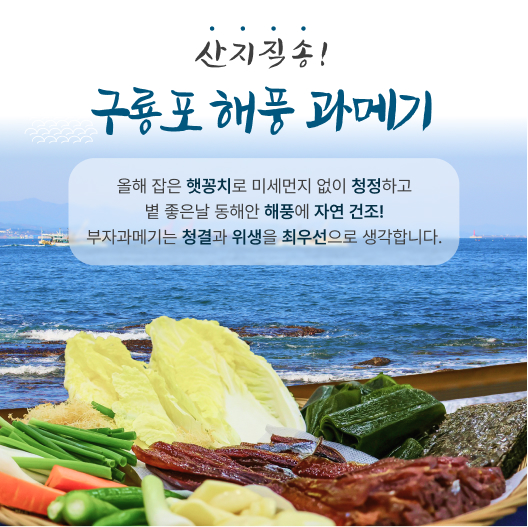 산지직송!
구룡포 해풍 과메기
올해 잡은 햇꽁치로 미세먼지 없이 청정하고
볕 좋은날 동해안 해풍에 자연 건조!
부자과메기는 청결과 위생을 최우선으로 생각합니다.